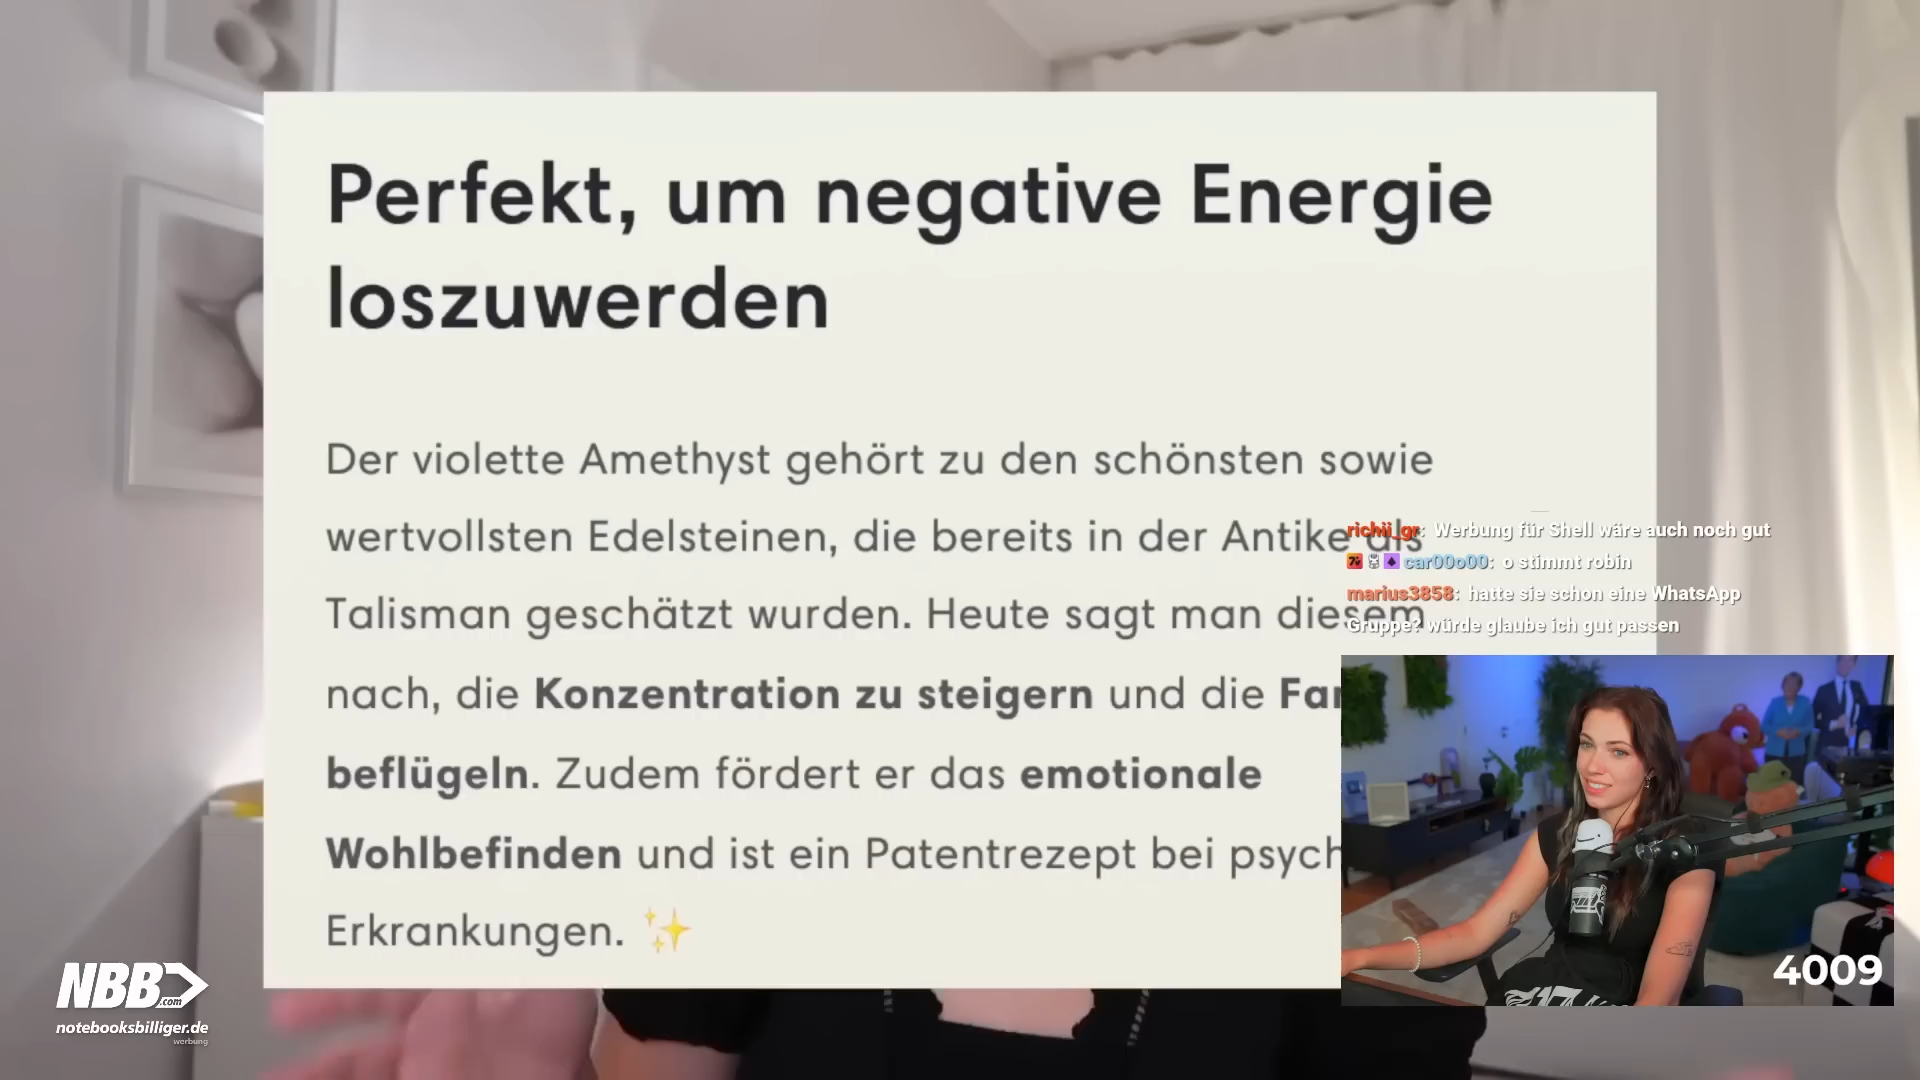 Perfekt, um negative Energie
loszuwerden
Der violette Amethyst gehört zu den schönsten sowie
wertvollsten Edelsteinen, die bereits in der Antike als
Talisman geschätzt wurden. Heute sagt man diesem
nach, die Konzentration zu steigern und die
beflügeln. Zudem fördert er das emotionale
Wohlbefinden und ist ein Patentrezept bei
Erkrankungen. ✨
richii_gr: Werbung für Shell wäre auch noch gut
car00o00: o stimmt robin
marius3858: hatte sie schon eine WhatsApp
Gruppe? würde glaube ich gut passen
4009
NBB.com
notebooksbilliger.de
werbung